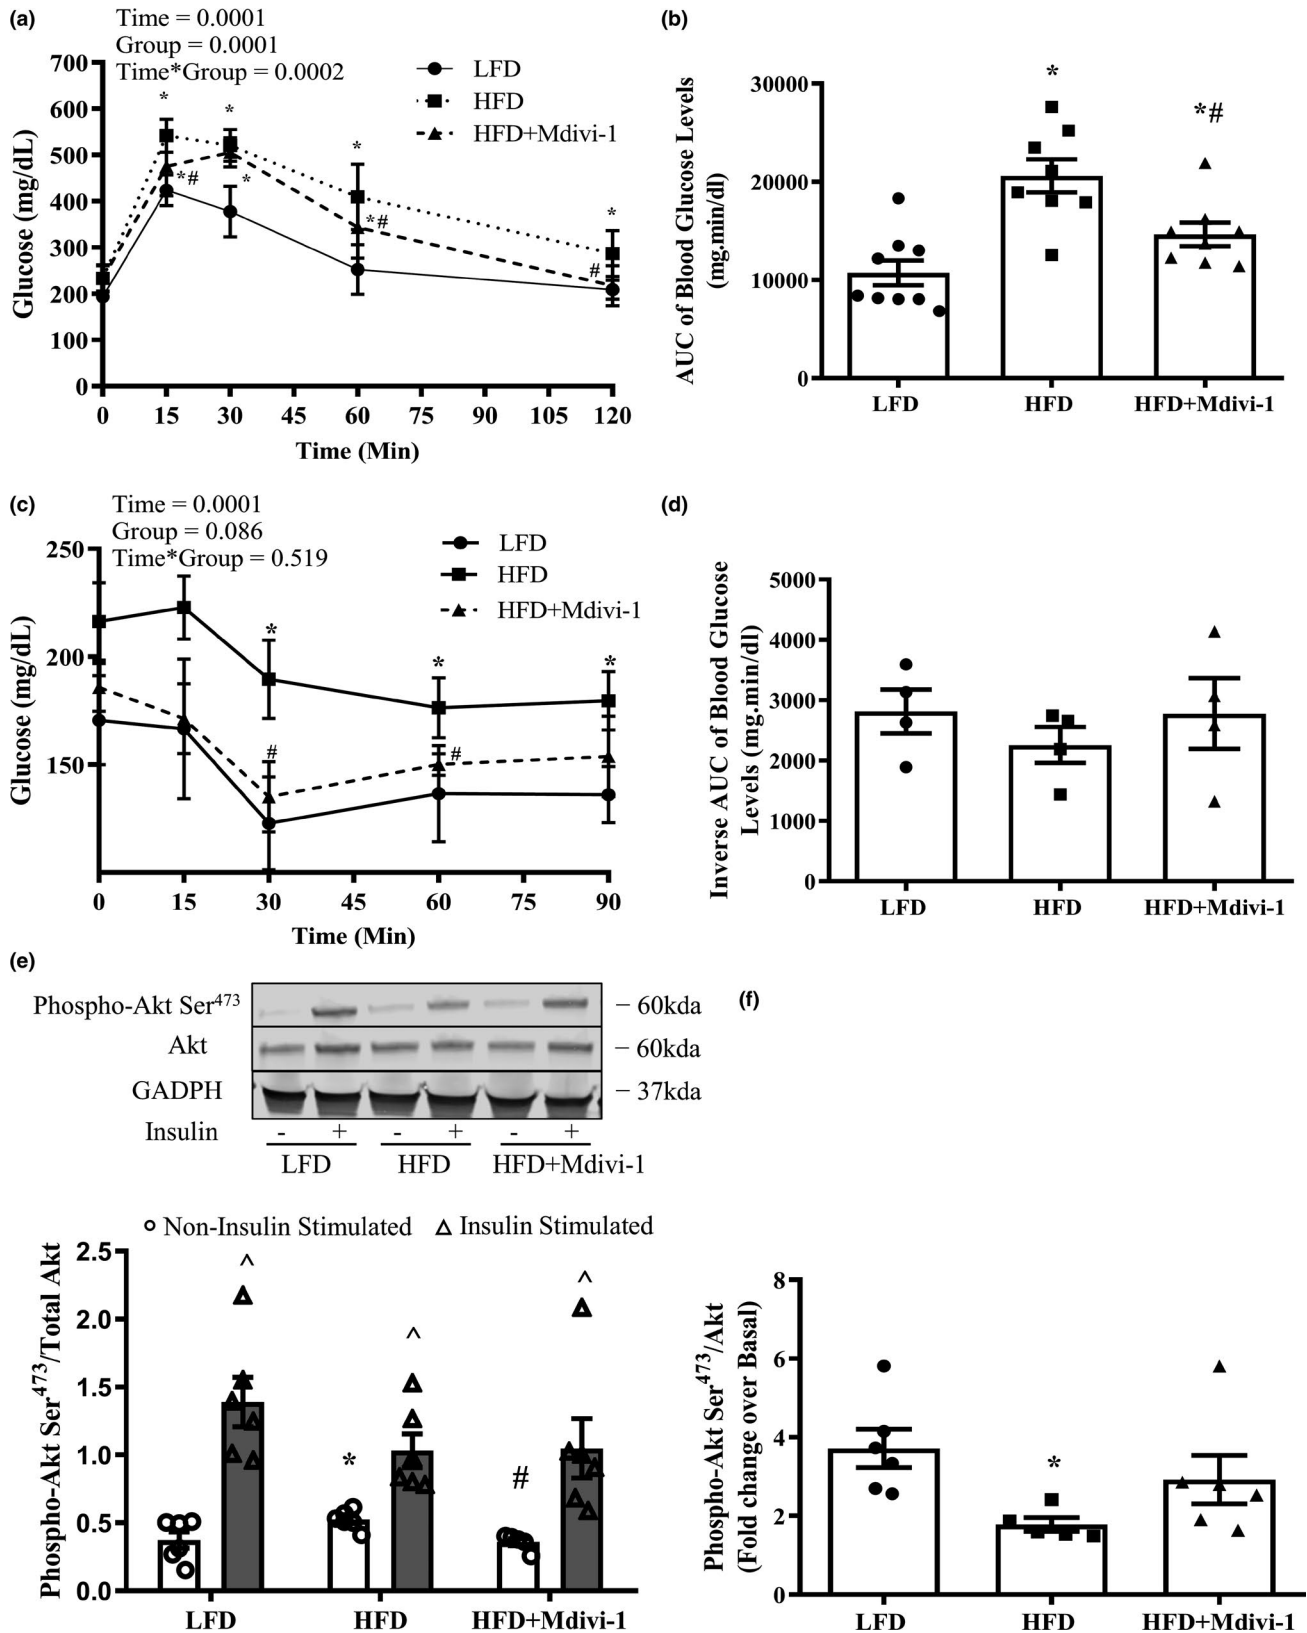 (a)
Time = 0.0001
Group = 0.0001
Time*Group = 0.0002
LFD
HFD
HFD+Mdivi-1
Glucose (mg/dL)
700
600
500
400
300
200
100
0
* * * *
*# * *# #
0 15 30 45 60 75 90 105 120
Time (Min)
(b)
AUC of Blood Glucose Levels
(mg.min/dl)
30000
20000
10000
0
*
*#
LFD HFD HFD+Mdivi-1
(c)
Time = 0.0001
Group = 0.086
Time*Group = 0.519
LFD
HFD
HFD+Mdivi-1
Glucose (mg/dL)
250
200
150
* * *
# #
0 15 30 45 60 75 90
Time (Min)
(d)
Inverse AUC of Blood Glucose
Levels (mg.min/dl)
5000
4000
3000
2000
1000
0
LFD HFD HFD+Mdivi-1
(e)
Phospho-Akt Ser473 – 60kda
Akt – 60kda
GADPH – 37kda
Insulin - + - + - +
LFD HFD HFD+Mdivi-1
Non-Insulin Stimulated Insulin Stimulated
Phospho-Akt Ser473/Total Akt
2.5
2.0
1.5
1.0
0.5
0.0
^ ^ ^
* #
LFD HFD HFD+Mdivi-1
(f)
Phospho-Akt Ser473/Akt
(Fold change over Basal)
8
6
4
2
0
*
LFD HFD HFD+Mdivi-1